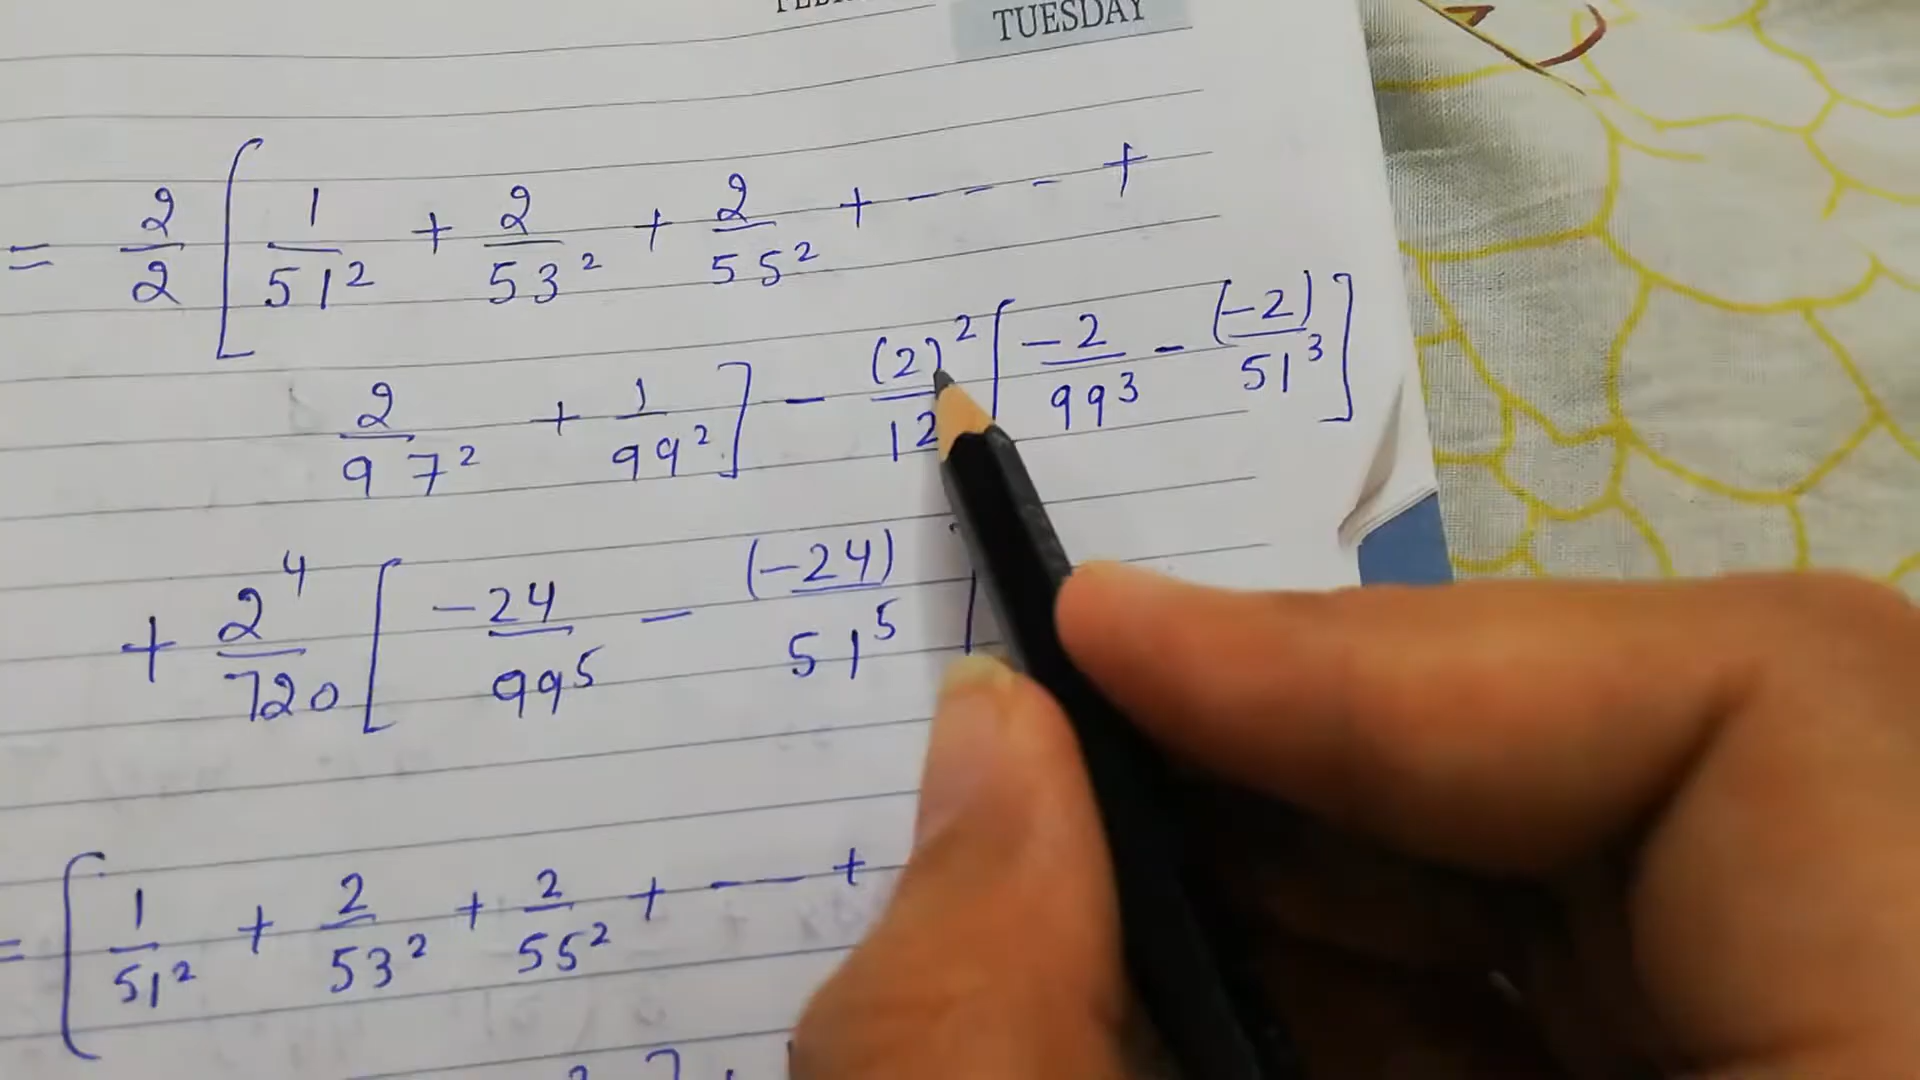 TUESDAY
= 2/2 [ 1/51² + 2/53² + 2/55² + - - - +
2/97² + 1/99² ] - (2)²/12 [ -2/99³ - (-2)/51³ ]
+ 2⁴/720 [ -24/99⁵ - (-24)/51⁵ ]
= [ 1/51² + 2/53² + 2/55² + - - +